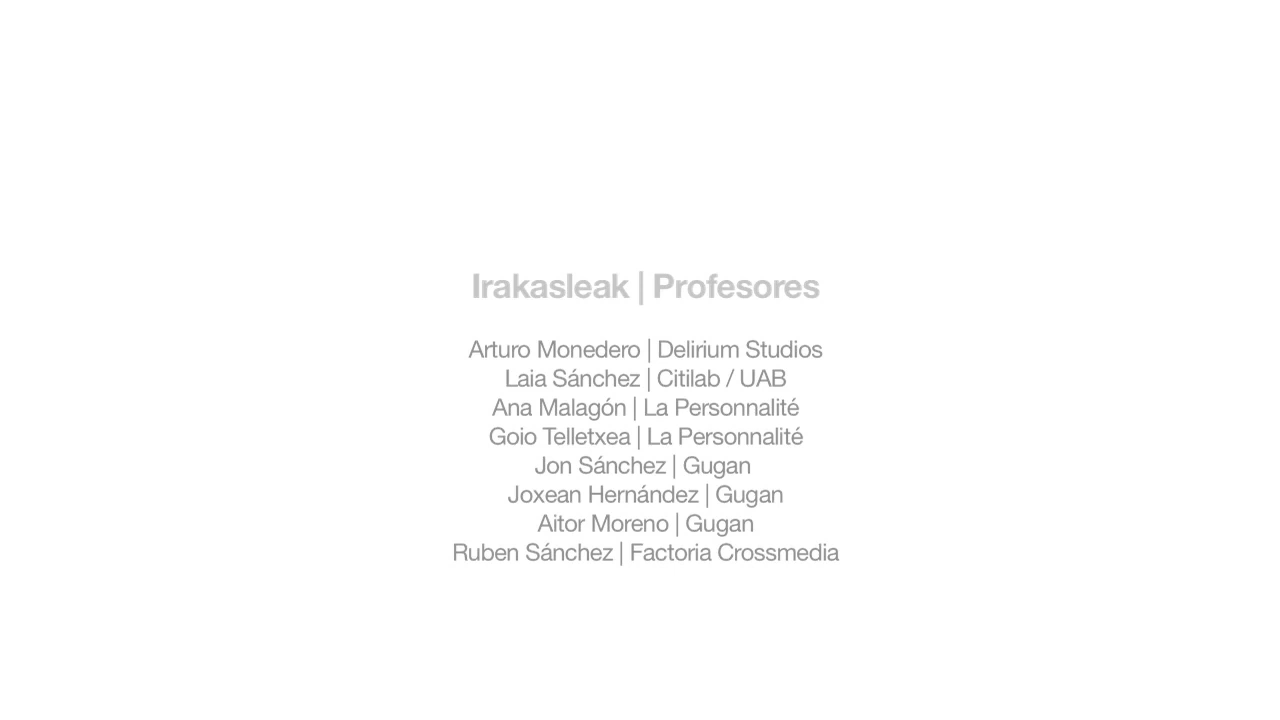 Irakasleak | Profesores
Arturo Monedero | Delirium Studios
Laia Sánchez | Citilab / UAB
Ana Malagón | La Personnalité
Goio Telletxea | La Personnalité
Jon Sánchez | Gugan
Joxean Hernández | Gugan
Aitor Moreno | Gugan
Ruben Sánchez | Factoria Crossmedia